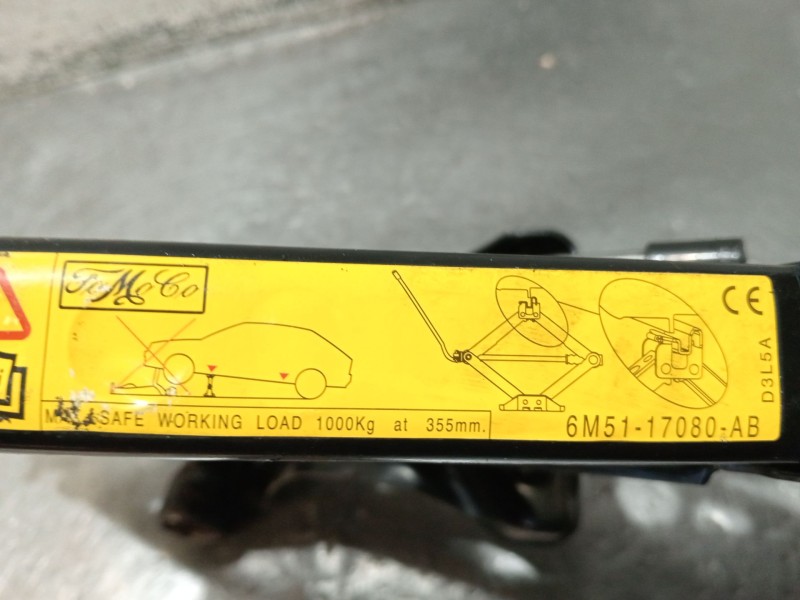 FoMoCo
SAFE WORKING LOAD 1000Kg at 355mm.
CE
D3L5A
6M51-17080-AB